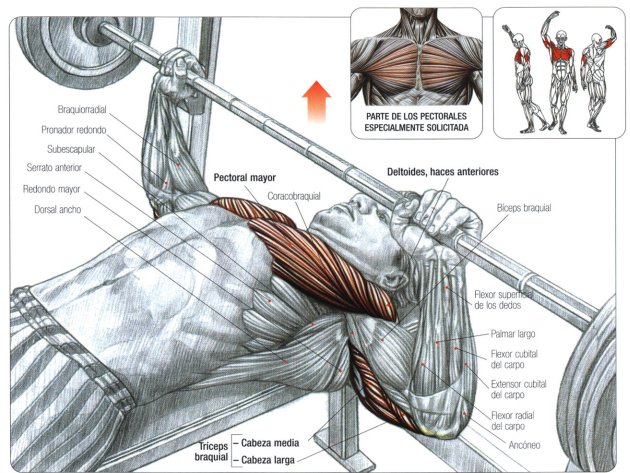 PARTE DE LOS PECTORALES
ESPECIALMENTE SOLICITADA
Braquiorradial
Pronador redondo
Subescapular
Serrato anterior
Redondo mayor
Dorsal ancho
Pectoral mayor
Coracobraquial
Deltoides, haces anteriores
Bíceps braquial
Flexor superficial
de los dedos
Palmar largo
Flexor cubital
del carpo
Extensor cubital
del carpo
Flexor radial
del carpo
Ancóneo
Tríceps
braquial
– Cabeza media
– Cabeza larga